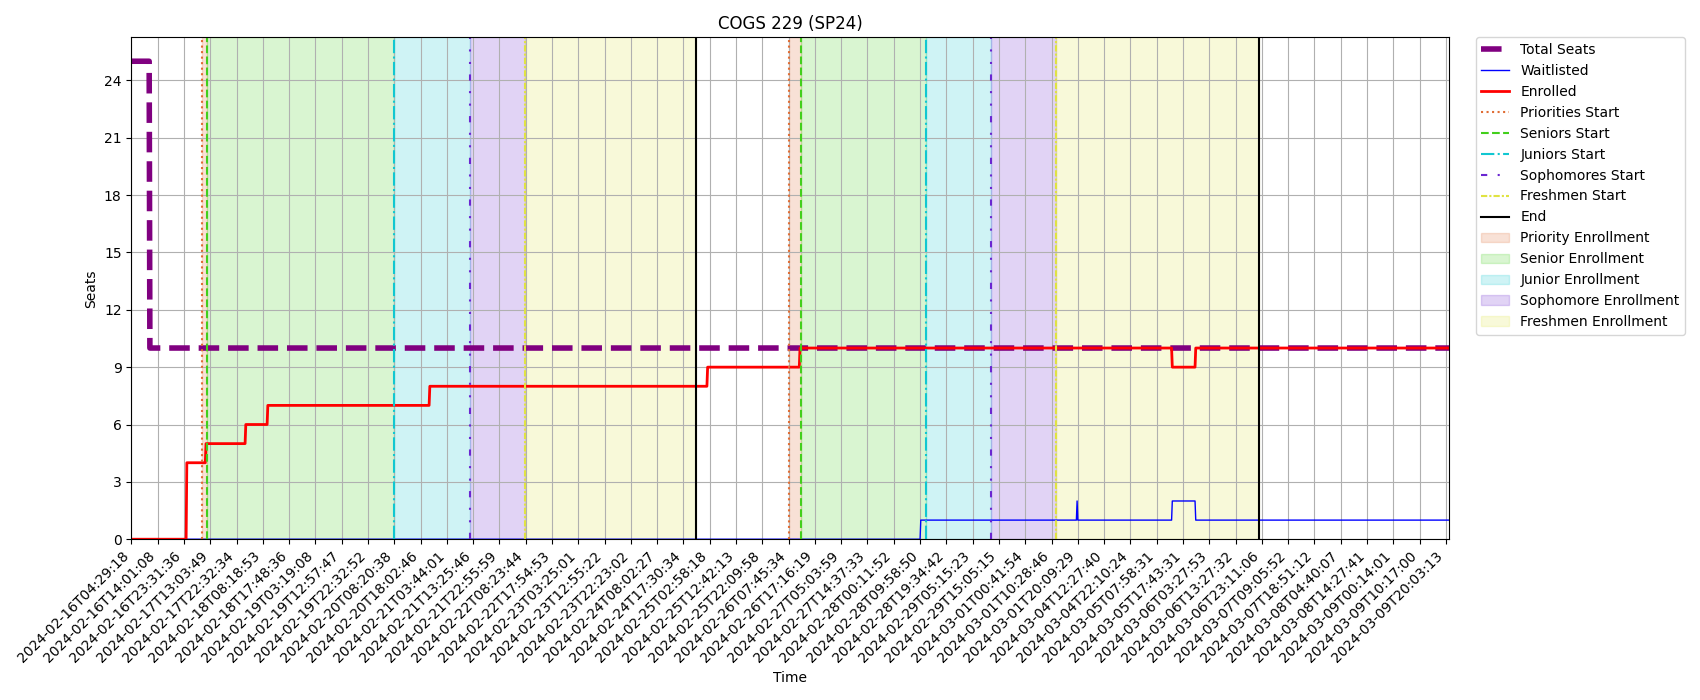 COGS 229 (SP24)
Seats
24
21
18
15
12
9
6
3
0
2024-02-16T04:29:18
2024-02-16T14:01:08
2024-02-16T23:31:36
2024-02-17T13:03:49
2024-02-17T22:32:34
2024-02-18T08:18:53
2024-02-18T17:48:36
2024-02-19T03:19:08
2024-02-19T12:57:47
2024-02-19T22:32:52
2024-02-20T08:20:38
2024-02-20T18:02:46
2024-02-21T03:44:01
2024-02-21T13:25:46
2024-02-21T22:55:59
2024-02-22T08:23:44
2024-02-22T17:54:53
2024-02-23T03:25:01
2024-02-23T12:55:22
2024-02-23T22:23:02
2024-02-24T08:02:27
2024-02-24T17:30:34
2024-02-25T02:58:18
2024-02-25T12:42:13
2024-02-25T22:09:58
2024-02-26T07:45:34
2024-02-26T17:16:19
2024-02-27T05:03:59
2024-02-27T14:37:33
2024-02-28T00:11:52
2024-02-28T09:58:50
2024-02-28T19:34:42
2024-02-29T05:15:23
2024-02-29T15:05:15
2024-03-01T00:41:54
2024-03-01T10:28:46
2024-03-01T20:09:29
2024-03-04T12:27:40
2024-03-04T22:10:24
2024-03-05T07:58:31
2024-03-05T17:43:31
2024-03-06T03:27:53
2024-03-06T13:27:32
2024-03-06T23:11:06
2024-03-07T09:05:52
2024-03-07T18:51:12
2024-03-08T04:40:07
2024-03-08T14:27:41
2024-03-09T00:14:01
2024-03-09T10:17:00
2024-03-09T20:03:13
Time
Total Seats
Waitlisted
Enrolled
Priorities Start
Seniors Start
Juniors Start
Sophomores Start
Freshmen Start
End
Priority Enrollment
Senior Enrollment
Junior Enrollment
Sophomore Enrollment
Freshmen Enrollment